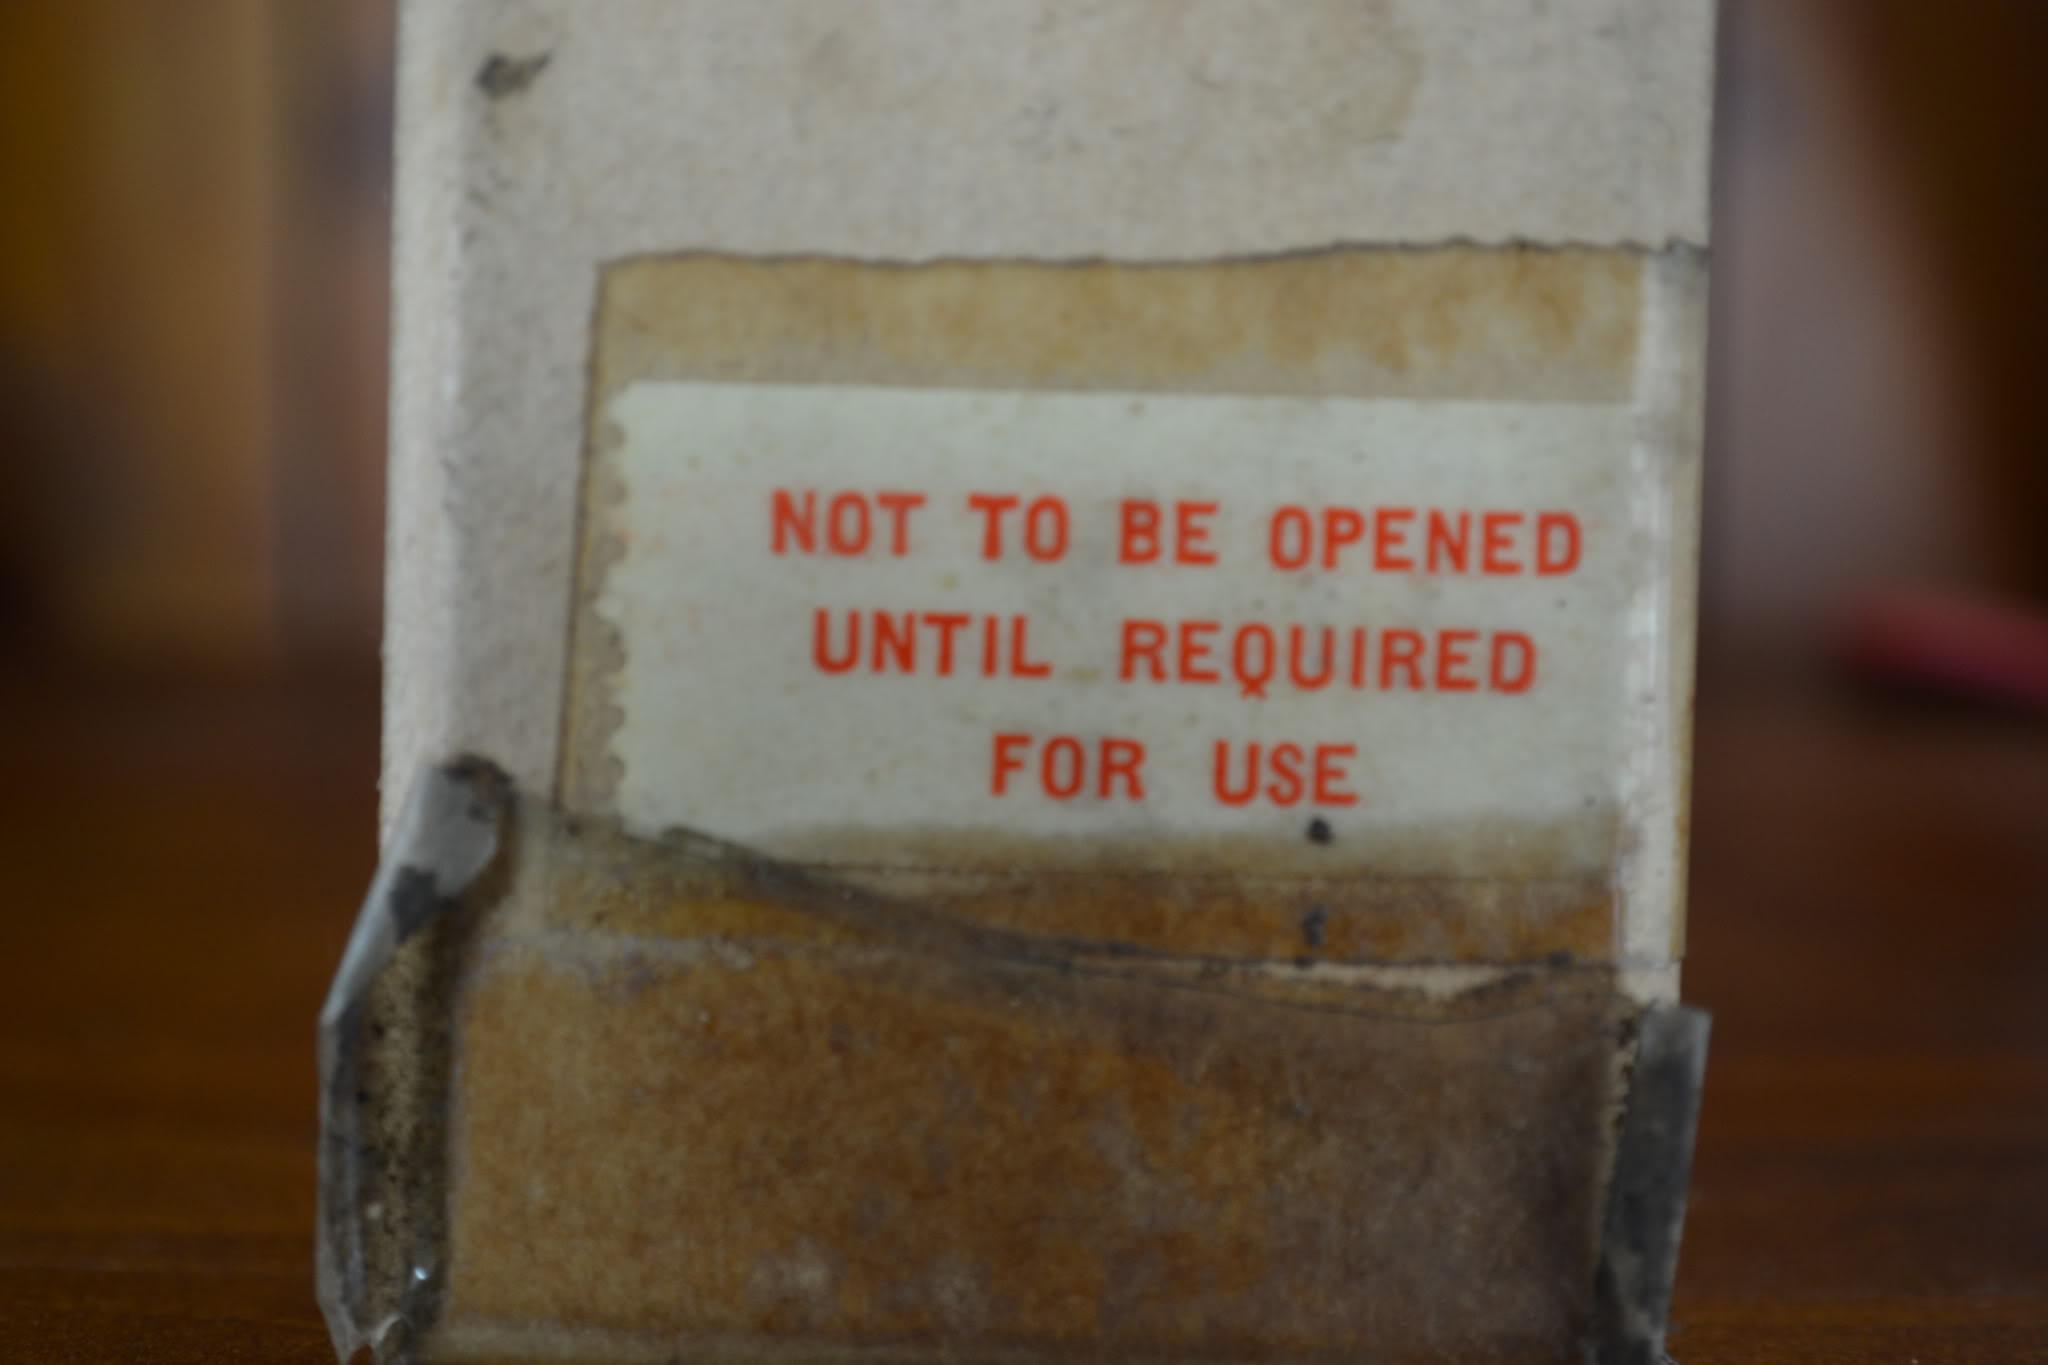 NOT TO BE OPENED
UNTIL REQUIRED
FOR USE